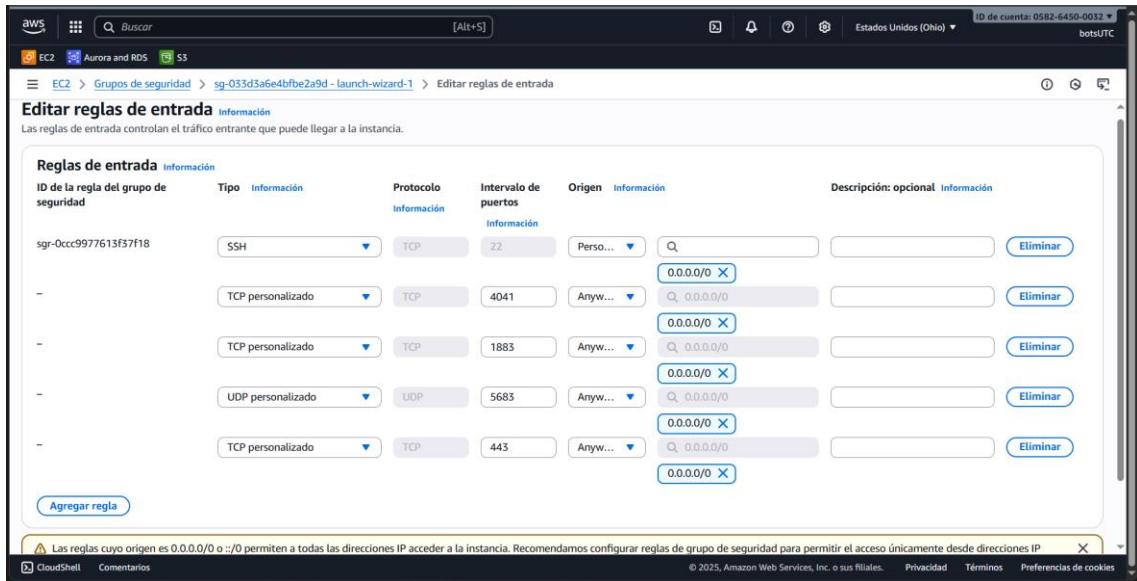 aws Buscar [Alt+S] Estados Unidos (Ohio) ID de cuenta: 0582-6450-0032
botsUTC
EC2 Aurora and RDS S3
EC2 > Grupos de seguridad > sg-033d3a6e4bfbe2a9d - launch-wizard-1 > Editar reglas de entrada
Editar reglas de entrada Información
Las reglas de entrada controlan el tráfico entrante que puede llegar a la instancia.
Reglas de entrada Información
ID de la regla del grupo de seguridad Tipo Información Protocolo Información Intervalo de puertos Información Origen Información Descripción: opcional Información
sgr-0ccc9977613f37f18 SSH TCP 22 Perso... Eliminar
0.0.0.0/0
– TCP personalizado TCP 4041 Anyw... 0.0.0.0/0 Eliminar
0.0.0.0/0
– TCP personalizado TCP 1883 Anyw... 0.0.0.0/0 Eliminar
0.0.0.0/0
– UDP personalizado UDP 5683 Anyw... 0.0.0.0/0 Eliminar
0.0.0.0/0
– TCP personalizado TCP 443 Anyw... 0.0.0.0/0 Eliminar
0.0.0.0/0
Agregar regla
Las reglas cuyo origen es 0.0.0.0/0 o ::/0 permiten a todas las direcciones IP acceder a la instancia. Recomendamos configurar reglas de grupo de seguridad para permitir el acceso únicamente desde direcciones IP
CloudShell Comentarios © 2025, Amazon Web Services, Inc. o sus filiales. Privacidad Términos Preferencias de cookies